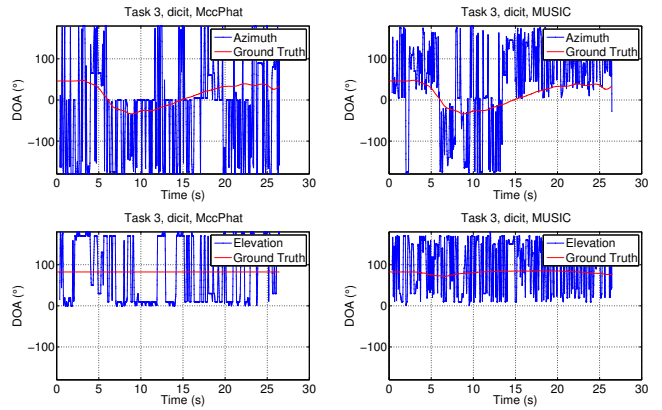 Task 3, dicit, MccPhat
Azimuth
Ground Truth
DOA (°)
100
0
−100
0 5 10 15 20 25 30
Time (s)
Task 3, dicit, MUSIC
Azimuth
Ground Truth
DOA (°)
100
0
−100
0 5 10 15 20 25 30
Time (s)
Task 3, dicit, MccPhat
Elevation
Ground Truth
DOA (°)
100
0
−100
0 5 10 15 20 25 30
Time (s)
Task 3, dicit, MUSIC
Elevation
Ground Truth
DOA (°)
100
0
−100
0 5 10 15 20 25 30
Time (s)